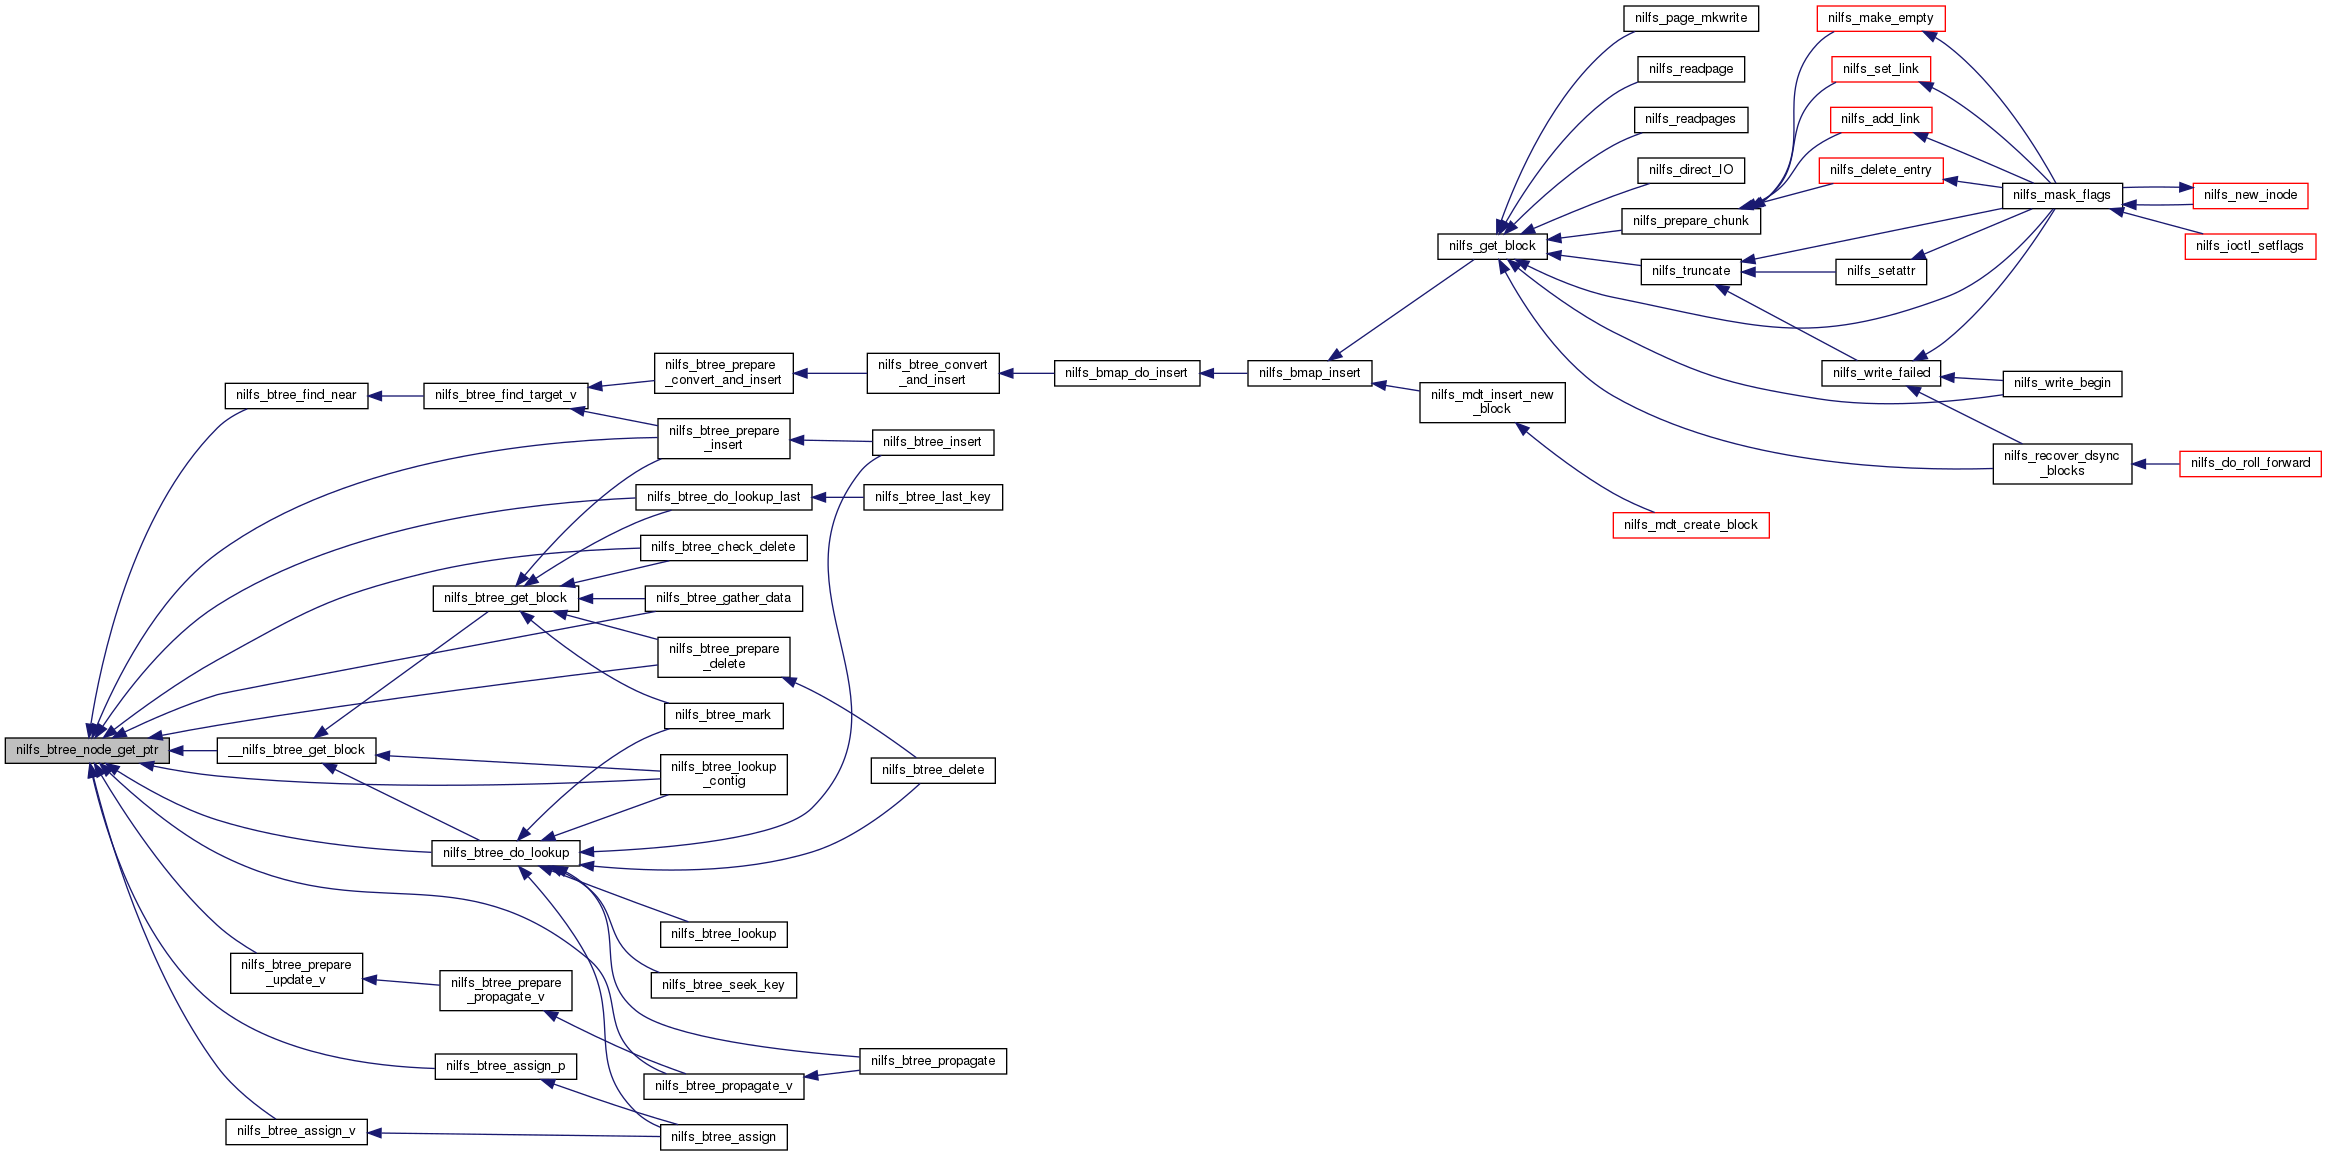 nilfs_page_mkwrite
nilfs_make_empty
nilfs_readpage
nilfs_set_link
nilfs_readpages
nilfs_add_link
nilfs_direct_IO
nilfs_delete_entry
nilfs_mask_flags
nilfs_new_inode
nilfs_prepare_chunk
nilfs_get_block
nilfs_ioctl_setflags
nilfs_truncate
nilfs_setattr
nilfs_btree_prepare
_convert_and_insert
nilfs_btree_convert
_and_insert
nilfs_bmap_do_insert
nilfs_bmap_insert
nilfs_write_failed
nilfs_write_begin
nilfs_btree_find_near
nilfs_btree_find_target_v
nilfs_mdt_insert_new
_block
nilfs_btree_prepare
_insert
nilfs_btree_insert
nilfs_recover_dsync
_blocks
nilfs_do_roll_forward
nilfs_btree_do_lookup_last
nilfs_btree_last_key
nilfs_mdt_create_block
nilfs_btree_check_delete
nilfs_btree_get_block
nilfs_btree_gather_data
nilfs_btree_prepare
_delete
nilfs_btree_mark
nilfs_btree_node_get_ptr
__nilfs_btree_get_block
nilfs_btree_lookup
_contig
nilfs_btree_delete
nilfs_btree_do_lookup
nilfs_btree_lookup
nilfs_btree_prepare
_update_v
nilfs_btree_prepare
_propagate_v
nilfs_btree_seek_key
nilfs_btree_assign_p
nilfs_btree_propagate
nilfs_btree_propagate_v
nilfs_btree_assign_v
nilfs_btree_assign